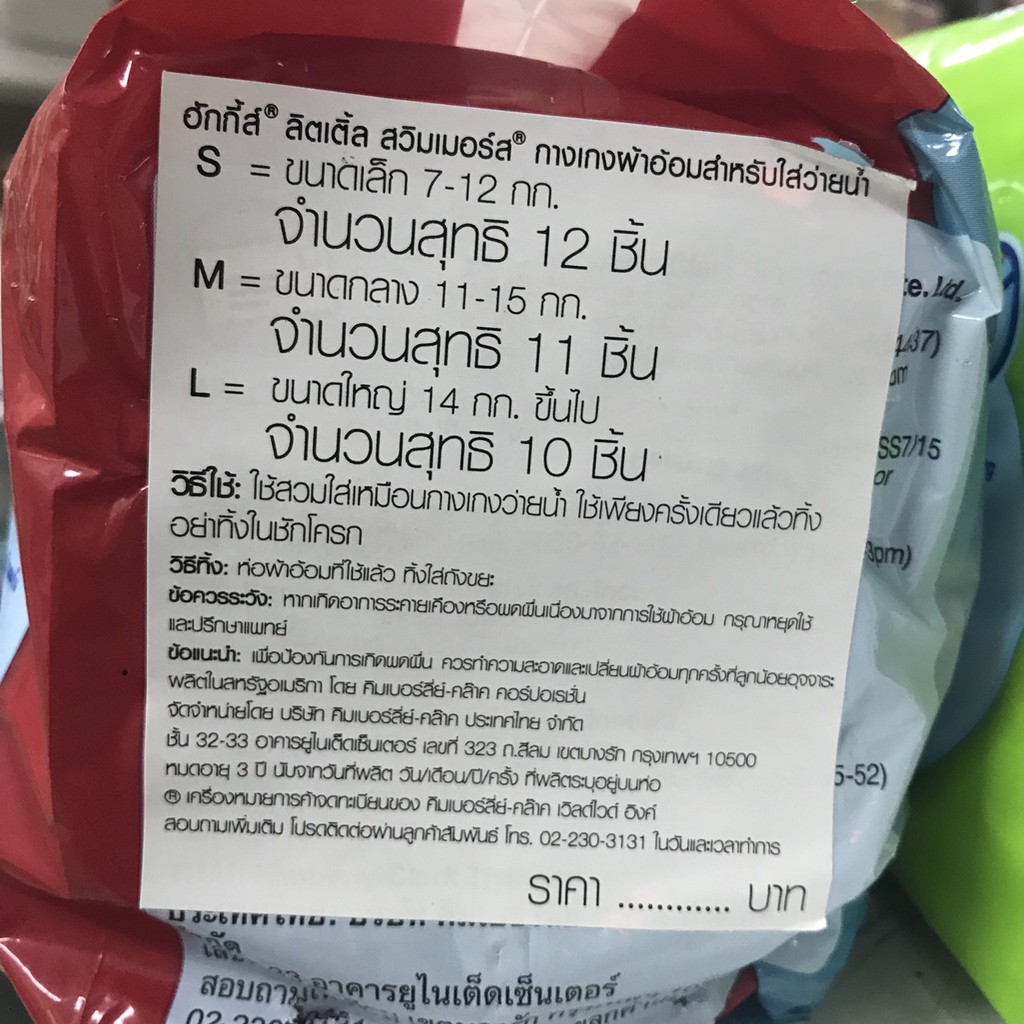 ฮักกี้ส์® ลิตเติ้ล สวิมเมอร์ส® กางเกงผ้าอ้อมสำหรับใส่ว่ายน้ำ
S = ขนาดเล็ก 7-12 กก.
จำนวนสุทธิ 12 ชิ้น
M = ขนาดกลาง 11-15 กก.
จำนวนสุทธิ 11 ชิ้น
L = ขนาดใหญ่ 14 กก. ขึ้นไป
จำนวนสุทธิ 10 ชิ้น
วิธีใช้: ใช้สวมใส่เหมือนกางเกงว่ายน้ำ ใช้เพียงครั้งเดียวแล้วทิ้ง
อย่าทิ้งในชักโครก
วิธีทิ้ง: ห่อผ้าอ้อมที่ใช้แล้ว ทิ้งใส่ถังขยะ
ข้อควรระวัง: หากเกิดอาการระคายเคืองหรือผดผื่นเนื่องมาจากการใช้ผ้าอ้อม กรุณาหยุดใช้
และปรึกษาแพทย์
ข้อแนะนำ: เพื่อป้องกันการเกิดผดผื่น ควรทำความสะอาดและเปลี่ยนผ้าอ้อมทุกครั้งที่ลูกน้อยอุจจาระ
ผลิตในสหรัฐอเมริกา โดย คิมเบอร์ลี่ย์-คล๊าค คอร์ปอเรชั่น
จัดจำหน่ายโดย บริษัท คิมเบอร์ลี่ย์-คล๊าค ประเทศไทย จำกัด
ชั้น 32-33 อาคารยูไนเต็ดเซ็นเตอร์ เลขที่ 323 ถ.สีลม เขตบางรัก กรุงเทพฯ 10500
หมดอายุ 3 ปี นับจากวันที่ผลิต วัน/เดือน/ปี/ครั้ง ที่ผลิตระบุอยู่บนห่อ
® เครื่องหมายการค้าจดทะเบียนของ คิมเบอร์ลี่ย์-คล๊าค เวิลด์ไวด์ อิงค์
สอบถามเพิ่มเติม โปรดติดต่อผ่านลูกค้าสัมพันธ์ โทร. 02-230-3131 ในวันและเวลาทำการ
ราคา ............ บาท
te. Ltd.
437)
am
SS7/15
or
3pm)
5-52)
สอบถาม อาคารยูไนเต็ดเซ็นเตอร์